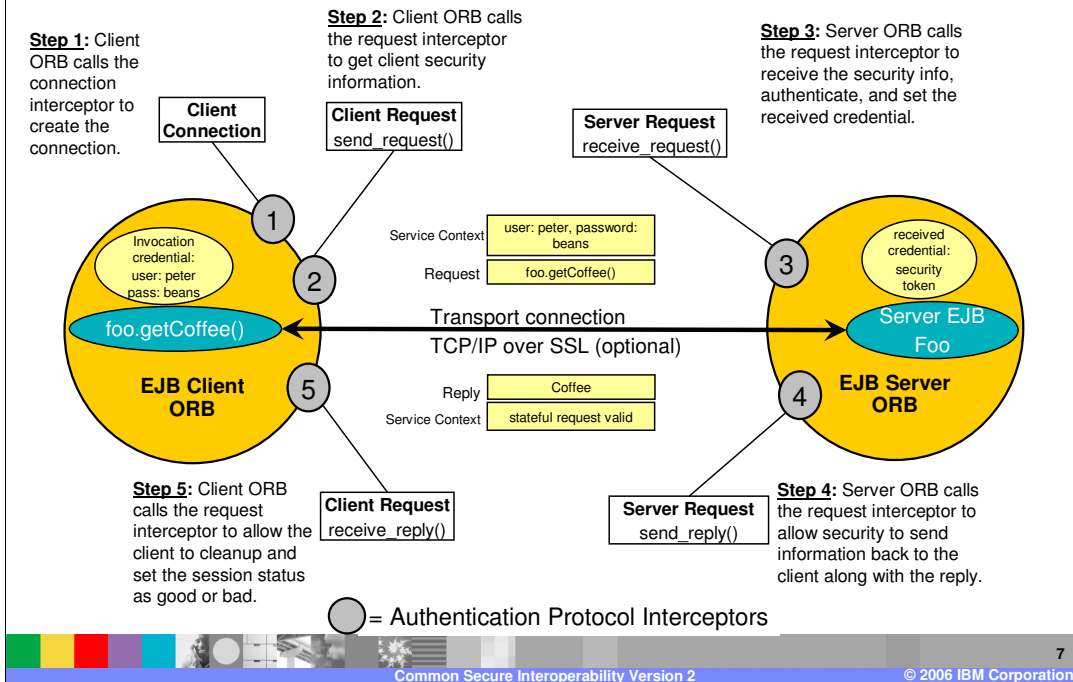 Step 1: Client
ORB calls the
connection
interceptor to
create the
connection.
Step 2: Client ORB calls
the request interceptor
to get client security
information.
Step 3: Server ORB calls
the request interceptor to
receive the security info,
authenticate, and set the
received credential.
Client
Connection
Client Request
send_request()
Server Request
receive_request()
1
2
3
Invocation
credential:
user: peter
pass: beans
Service Context
user: peter, password:
beans
Request
foo.getCoffee()
received
credential:
security
token
foo.getCoffee()
Transport connection
TCP/IP over SSL (optional)
Server EJB
Foo
EJB Client
ORB
5
Reply
Coffee
Service Context
stateful request valid
4
EJB Server
ORB
Step 5: Client ORB
calls the request
interceptor to allow the
client to cleanup and
set the session status
as good or bad.
Client Request
receive_reply()
Server Request
send_reply()
Step 4: Server ORB calls
the request interceptor to
allow security to send
information back to the
client along with the reply.
= Authentication Protocol Interceptors
7
Common Secure Interoperability Version 2
© 2006 IBM Corporation